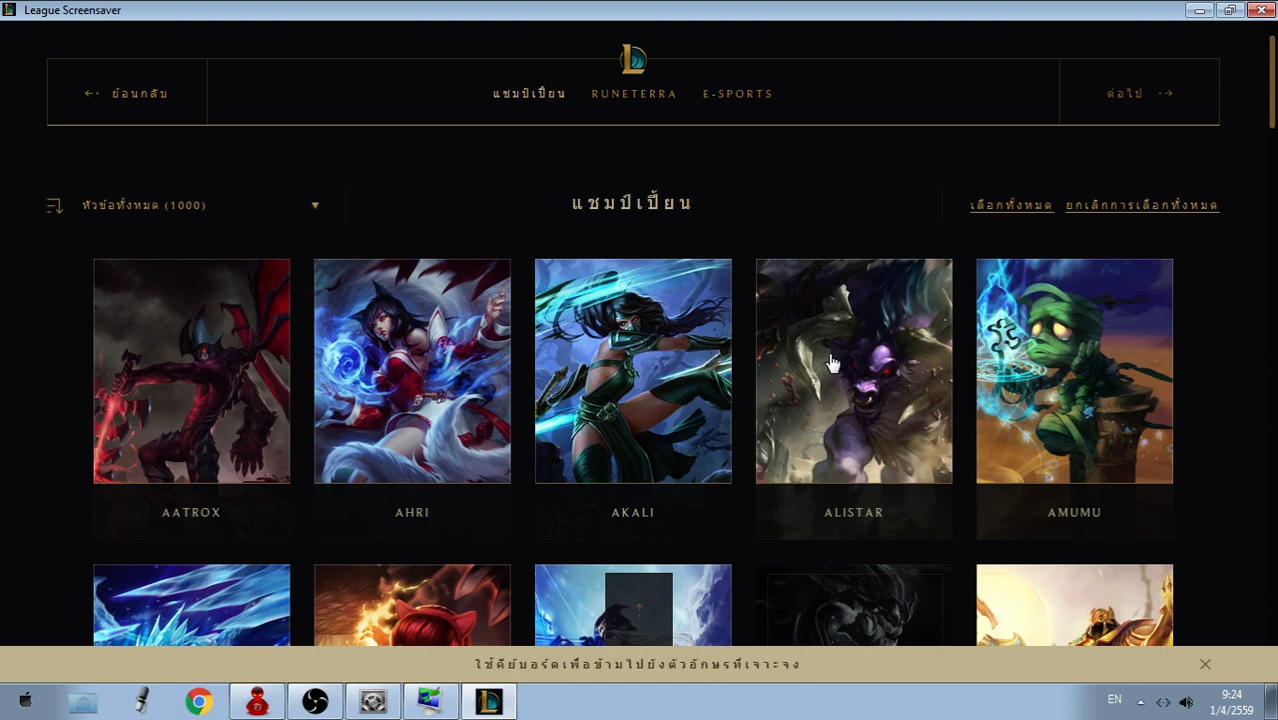 League Screensaver
ย้อนกลับ
แชมป์เปี้ยน RUNETERRA E-SPORTS
ต่อไป
หัวข้อทั้งหมด (1000)
แชมป์เปี้ยน
เลือกทั้งหมด ยกเลิกการเลือกทั้งหมด
AATROX AHRI AKALI ALISTAR AMUMU
ใช้คีย์บอร์ดเพื่อข้ามไปยังตัวอักษรที่เจาะจง
EN
9:24
1/4/2559